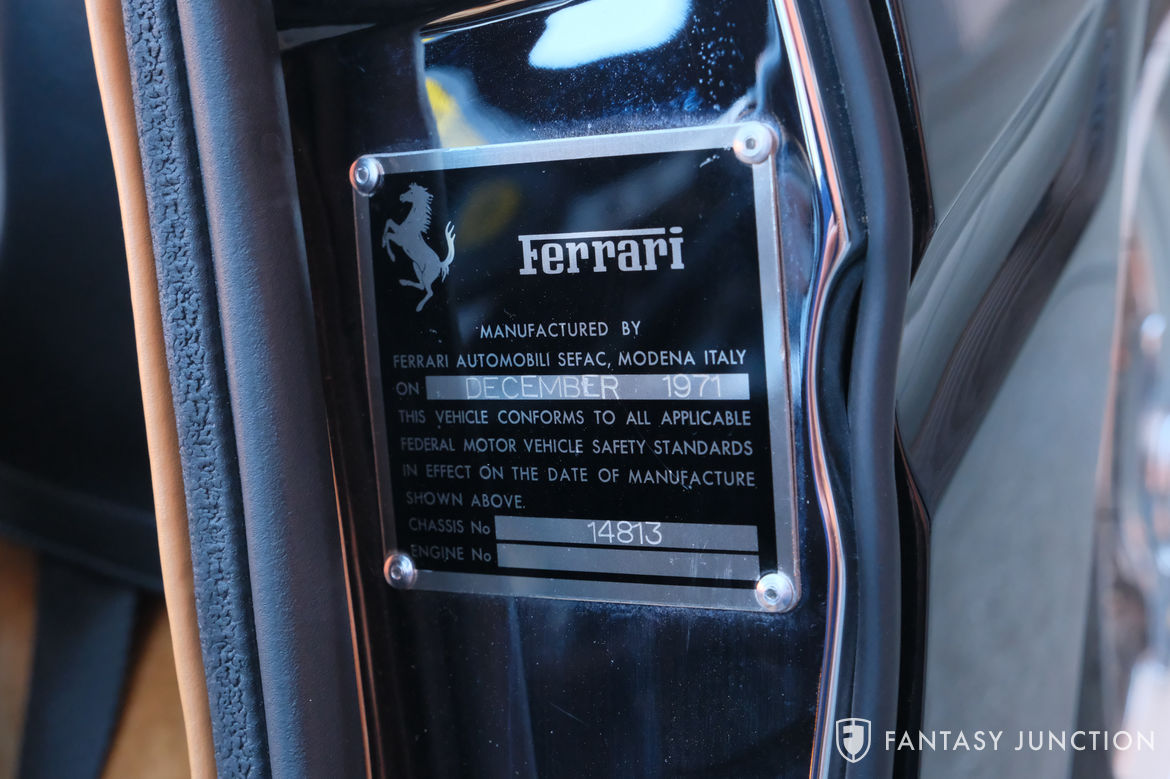 Ferrari
MANUFACTURED BY
FERRARI AUTOMOBILI SEFAC, MODENA ITALY
ON DECEMBER 1971
THIS VEHICLE CONFORMS TO ALL APPLICABLE
FEDERAL MOTOR VEHICLE SAFETY STANDARDS
IN EFFECT ON THE DATE OF MANUFACTURE
SHOWN ABOVE.
CHASSIS No 14813
ENGINE No
FANTASY JUNCTION